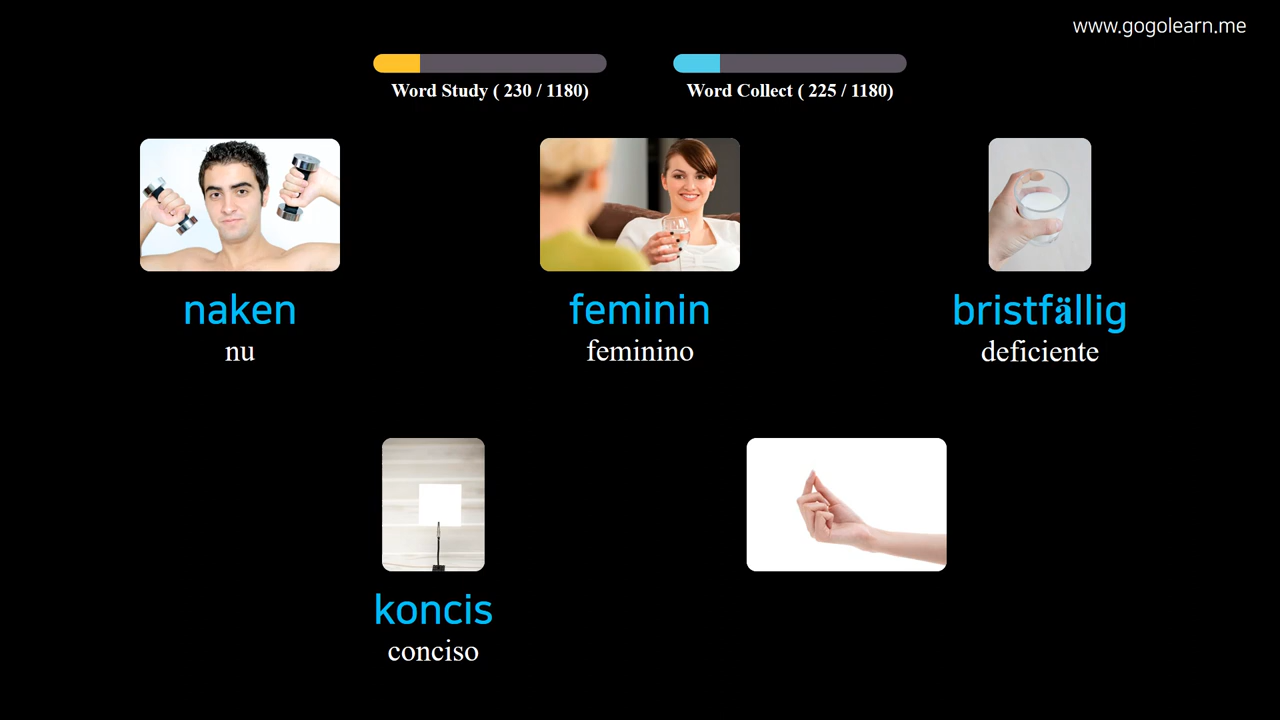 www.gogolearn.me
Word Study ( 230 / 1180)
Word Collect ( 225 / 1180)
naken
nu
feminin
feminino
bristfällig
deficiente
koncis
conciso